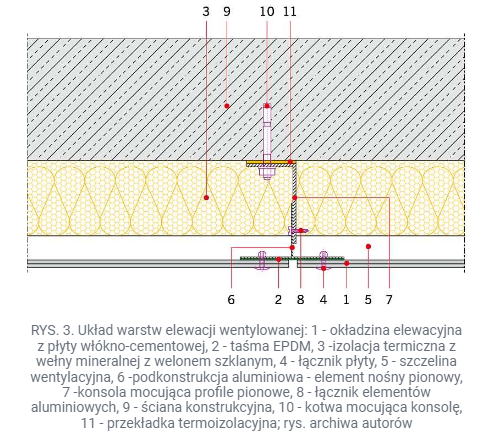 3 9 10 11
6 2 8 4 1 5 7
RYS. 3. Układ warstw elewacji wentylowanej: 1 - okładzina elewacyjna
z płyty włókno-cementowej, 2 - taśma EPDM, 3 -izolacja termiczna z
wełny mineralnej z welonem szklanym, 4 - łącznik płyty, 5 - szczelina
wentylacyjna, 6 -podkonstrukcja aluminiowa - element nośny pionowy,
7 -konsola mocująca profile pionowe, 8 - łącznik elementów
aluminiowych, 9 - ściana konstrukcyjna, 10 - kotwa mocująca konsolę,
11 - przekładka termoizolacyjna; rys. archiwa autorów